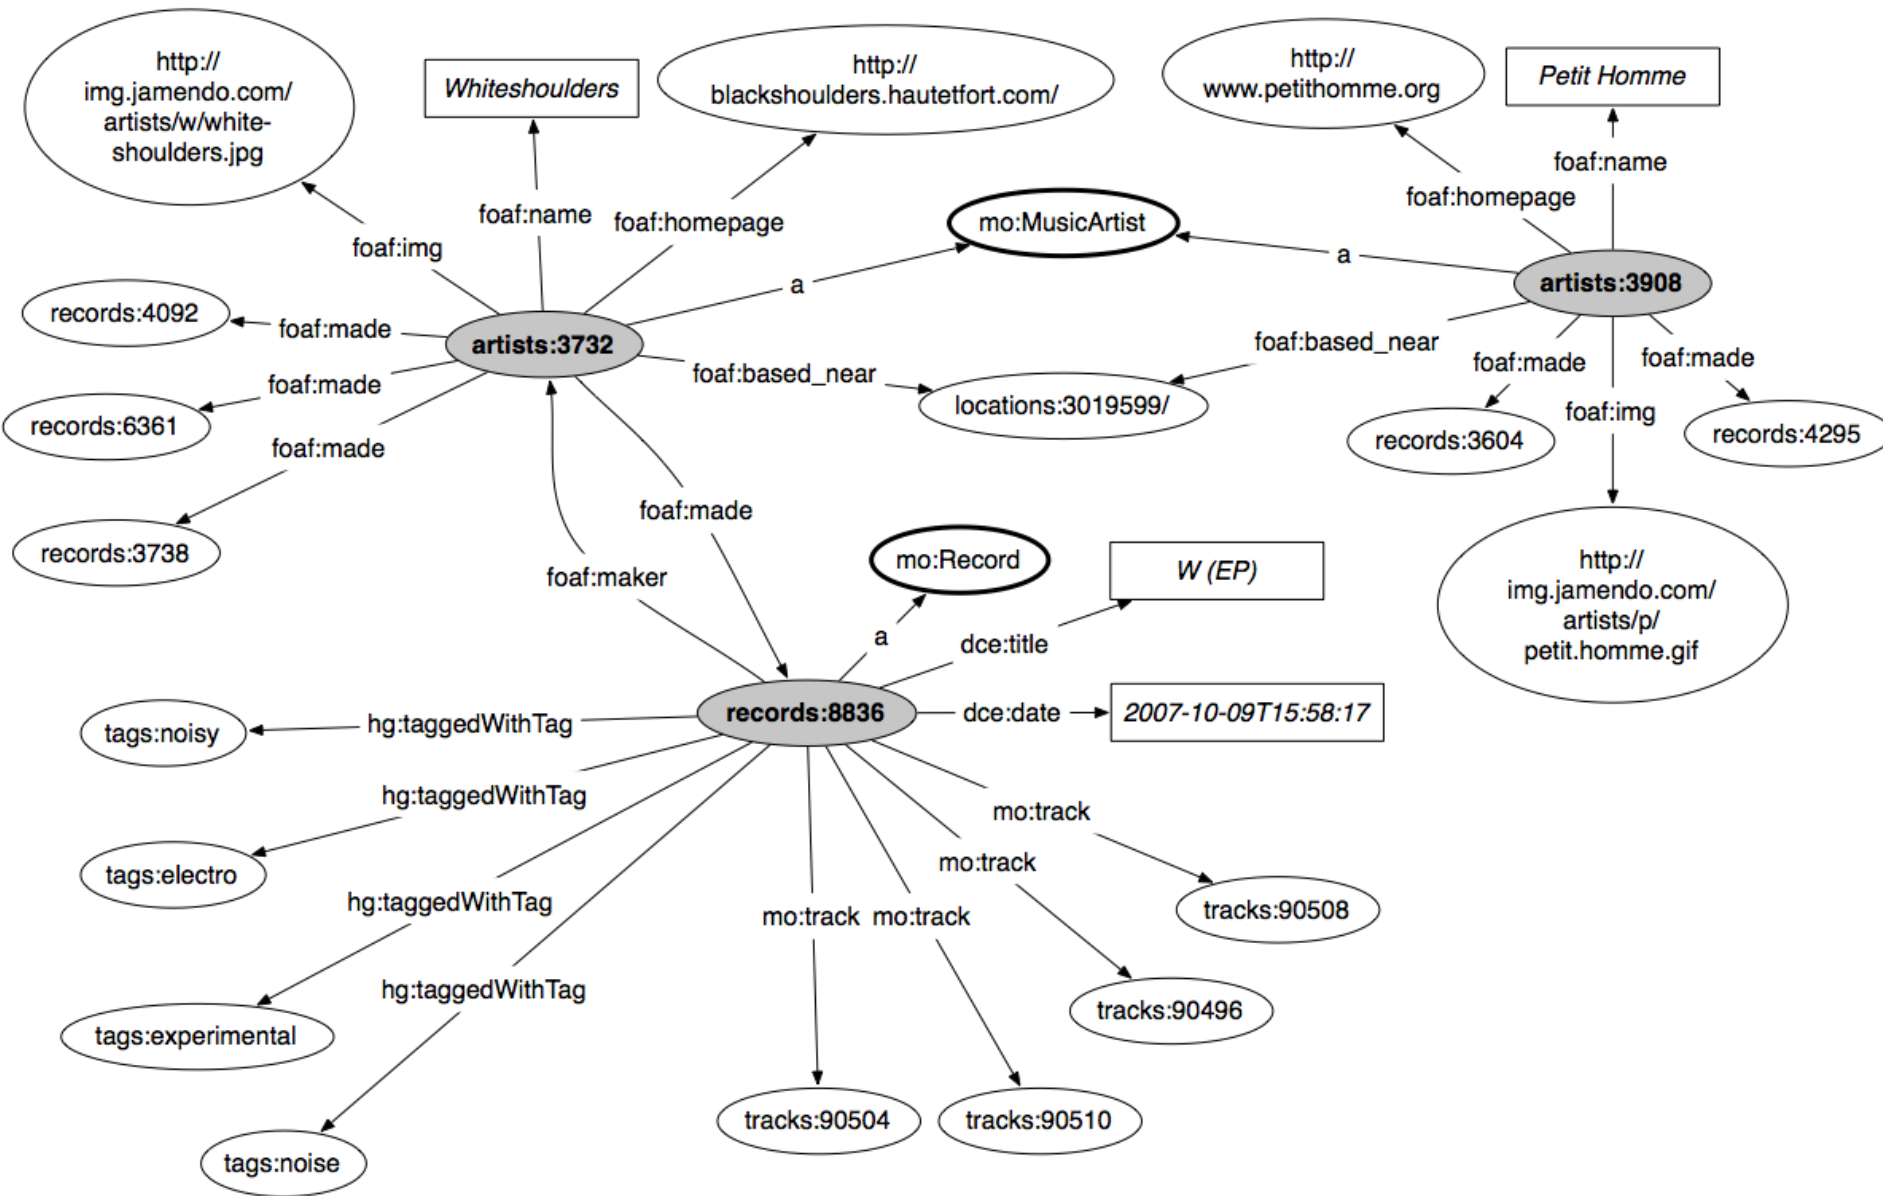 http://
img.jamendo.com/
artists/w/white-
shoulders.jpg
Whiteshoulders
http://
blackshoulders.hautetfort.com/
http://
www.petithomme.org
Petit Homme
foaf:name
foaf:homepage
foaf:name
foaf:homepage
foaf:img
mo:MusicArtist
a
a
artists:3908
records:4092
foaf:made
artists:3732
foaf:based_near
foaf:based_near
foaf:made
foaf:made
foaf:made
records:6361
locations:3019599/
foaf:img
records:3604
records:4295
foaf:made
records:3738
foaf:made
foaf:maker
mo:Record
W (EP)
http://
img.jamendo.com/
artists/p/
petit.homme.gif
a
dce:title
records:8836
dce:date
2007-10-09T15:58:17
tags:noisy
hg:taggedWithTag
hg:taggedWithTag
tags:electro
hg:taggedWithTag
hg:taggedWithTag
tags:experimental
tags:noise
mo:track
mo:track
mo:track
mo:track
tracks:90508
tracks:90496
tracks:90504
tracks:90510